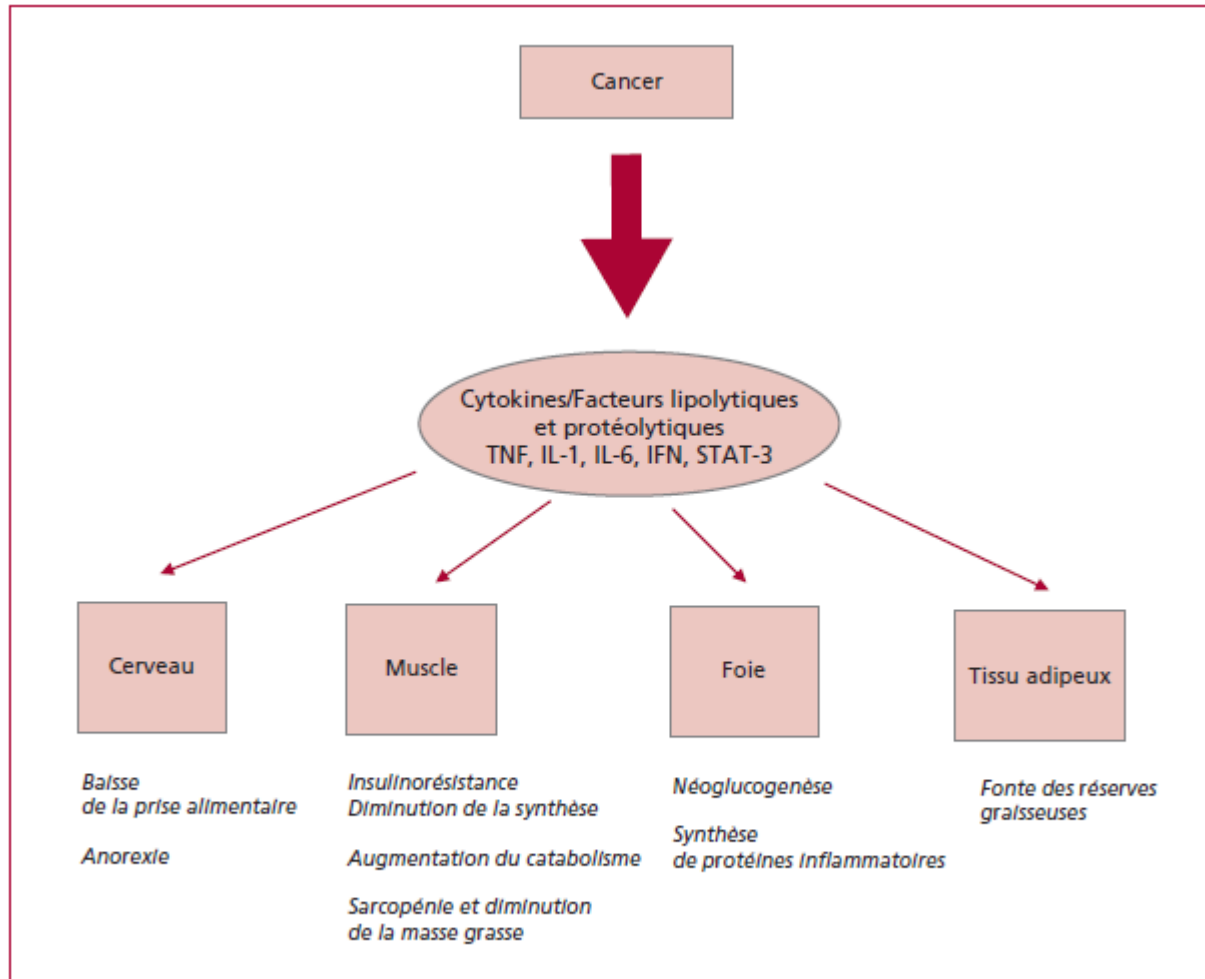 Cancer
Cytokines/Facteurs lipolytiques
et protéolytiques
TNF, IL-1, IL-6, IFN, STAT-3
Cerveau
Baisse
de la prise alimentaire
Anorexie
Muscle
Insulinorésistance
Diminution de la synthèse
Augmentation du catabolisme
Sarcopénie et diminution
de la masse grasse
Foie
Néoglucogenèse
Synthèse
de protéines inflammatoires
Tissu adipeux
Fonte des réserves
graisseuses